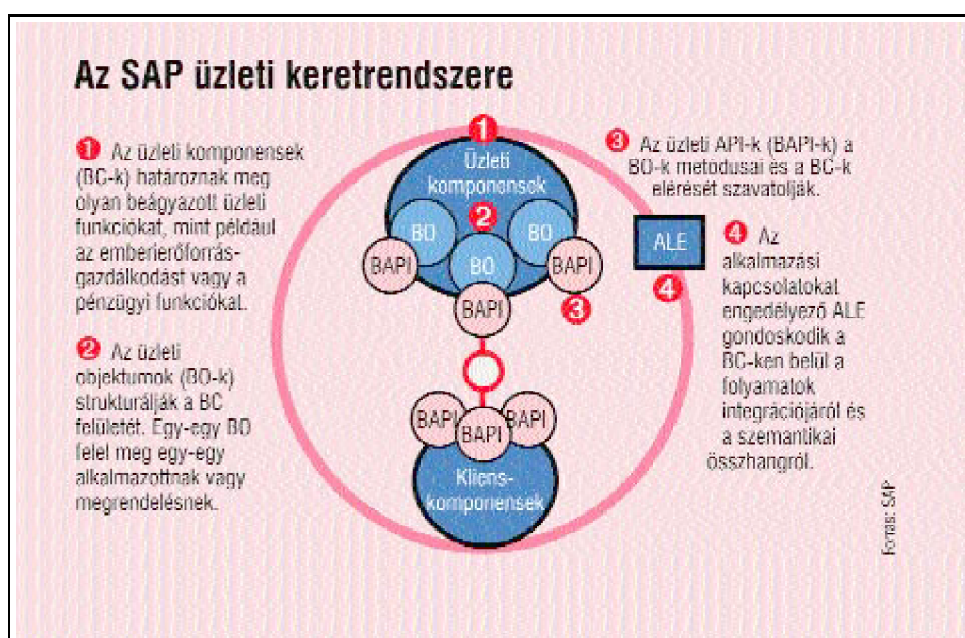 Az SAP üzleti keretrendszere
1 Az üzleti komponensek
(BC-k) határoznak meg
olyan beágyazott üzleti
funkciókat, mint például
az emberierőforrás-
gazdálkodást vagy a
pénzügyi funkciókat.
2 Az üzleti
objektumok (BO-k)
strukturálják a BC
felületét. Egy-egy BO
felel meg egy-egy
alkalmazottnak vagy
megrendelésnek.
1
Üzleti
komponensek
2
BO
BO
BO
BAPI
BAPI
BAPI
3
BAPI
BAPI
BAPI
Kliens-
komponensek
3 Az üzleti API-k (BAPI-k) a
BO-k metódusai és a BC-k
elérését szavatolják.
ALE
4
4 Az
alkalmazási
kapcsolatokat
engedélyező ALE
gondoskodik a
BC-ken belül a
folyamatok
integrációjáról és
a szemantikai
összhangról.
Forrás: SAP